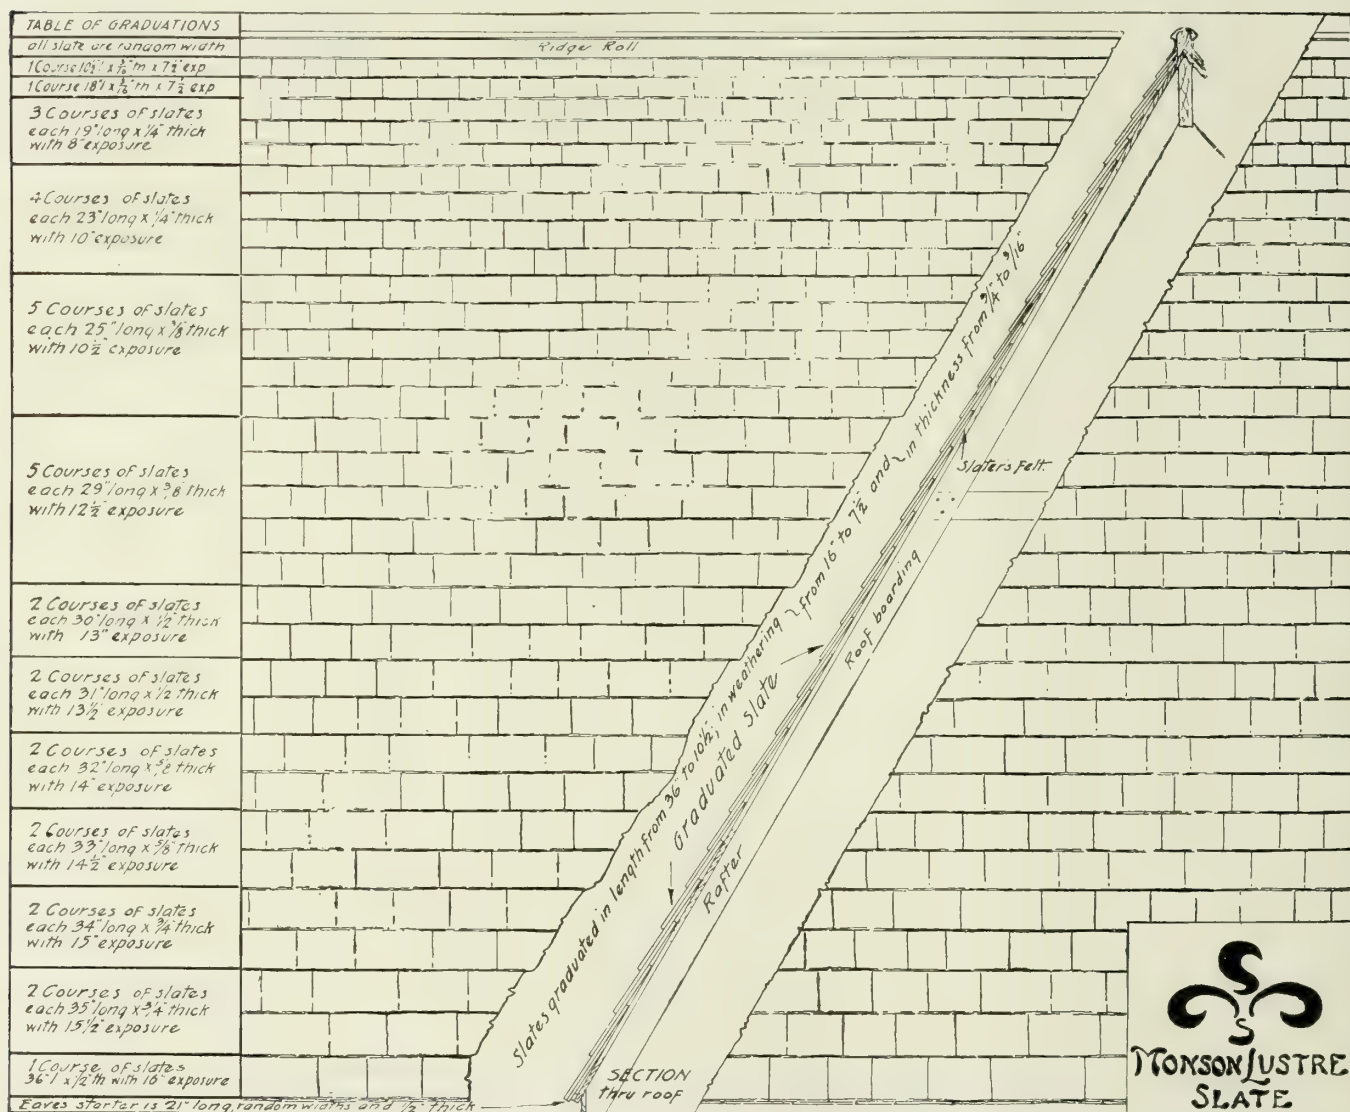 TABLE OF GRADUATIONS
all slate are random width
1 Course 10½"l x 3/16"th x 7½ exp
1 Course 18"l x 3/16"th x 7½ exp
3 Courses of slates
each 19" long x ¼" thick
with 8" exposure
4 Courses of slates
each 23" long x ¼" thick
with 10" exposure
5 Courses of slates
each 25" long x 3/8 thick
with 10½" exposure
5 Courses of slates
each 29" long x 3/8 thick
with 12½" exposure
2 Courses of slates
each 30" long x ½" thick
with 13" exposure
2 Courses of slates
each 31" long x ½ thick
with 13½ exposure
2 Courses of slates
each 32" long x 5/8 thick
with 14" exposure
2 Courses of slates
each 33" long x 5/8" thick
with 14½" exposure
2 Courses of slates
each 34" long x ¾" thick
with 15" exposure
2 Courses of slates
each 35" long x ¾" thick
with 15½" exposure
1 Course of slates
36"l x ½"th with 16" exposure
Eaves starter is 21" long, random widths and ½" thick
Ridge Roll
Slates graduated in length from 36" to 10½"; in weathering from 16" to 7½" and in thickness from ¾" to 3/16"
Graduated Slate
Slaters Felt.
Roof boarding
Rafter
SECTION
thru roof
MONSON LUSTRE
SLATE